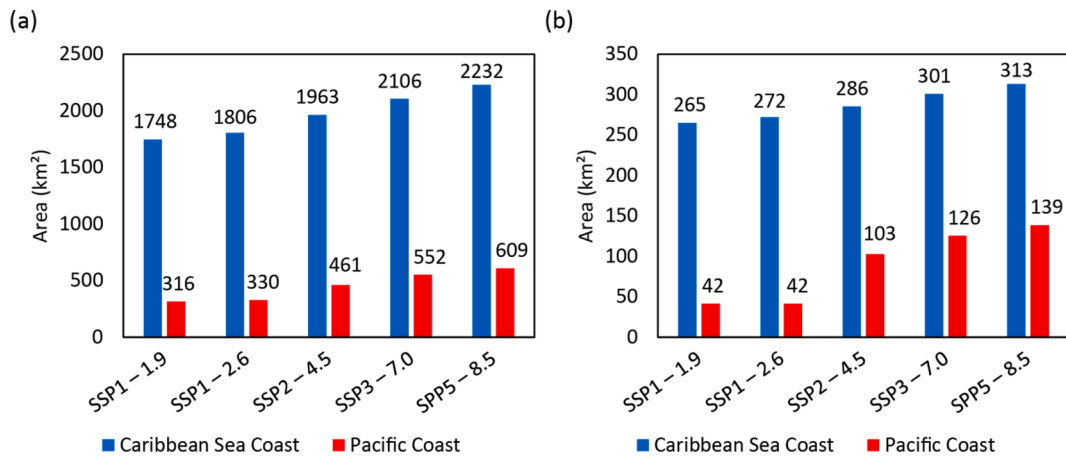 (a)
2500
2000
1500
1000
500
0
Area (km²)
1748
1806
1963
2106
2232
316
330
461
552
609
SSP1 – 1.9
SSP1 – 2.6
SSP2 – 4.5
SSP3 – 7.0
SPP5 – 8.5
Caribbean Sea Coast
Pacific Coast
(b)
350
300
250
200
150
100
50
0
Area (km²)
265
272
286
301
313
42
42
103
126
139
SSP1 – 1.9
SSP1 – 2.6
SSP2 – 4.5
SSP3 – 7.0
SPP5 – 8.5
Caribbean Sea Coast
Pacific Coast